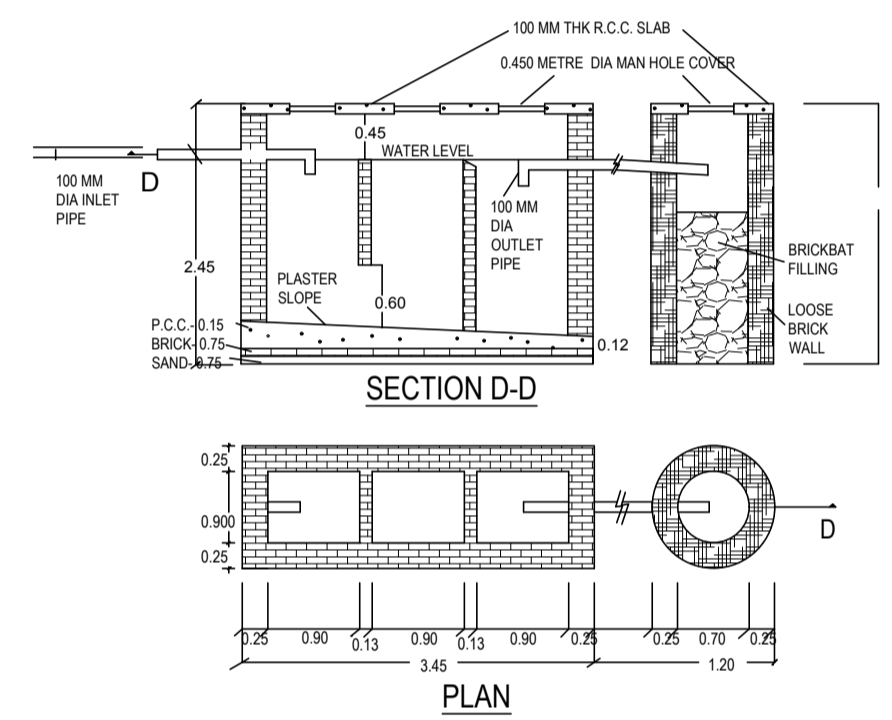 100 MM THK R.C.C. SLAB
0.450 METRE DIA MAN HOLE COVER
0.45
WATER LEVEL
D
100 MM
DIA INLET
PIPE
100 MM
DIA
OUTLET
PIPE
2.45
PLASTER
SLOPE
0.60
BRICKBAT
FILLING
LOOSE
BRICK
WALL
P.C.C.- 0.15
BRICK- 0.75
SAND- 0.75
0.12
SECTION D-D
0.25
0.900
0.25
D
0.25 0.90 0.13 0.90 0.13 0.90 0.25 0.25 0.70 0.25
3.45 1.20
PLAN